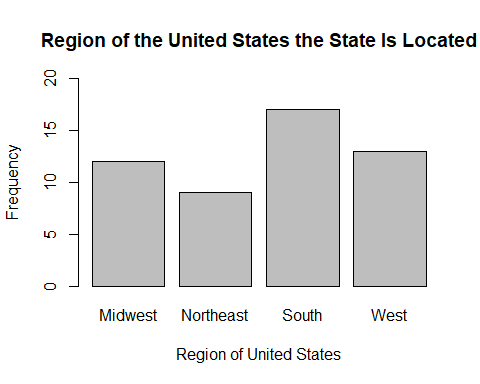 Region of the United States the State Is Located
20
15
10
5
0
Frequency
Midwest Northeast South West
Region of United States